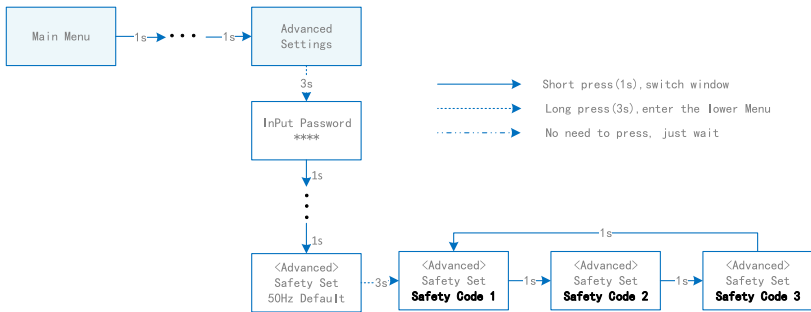 Main Menu
1s
1s
Advanced
Settings
3s
Short press(1s),switch window
Long press(3s),enter the lower Menu
No need to press, just wait
InPut Password
****
1s
1s
1s
<Advanced>
Safety Set
50Hz Default
3s
<Advanced>
Safety Set
Safety Code 1
1s
<Advanced>
Safety Set
Safety Code 2
1s
<Advanced>
Safety Set
Safety Code 3